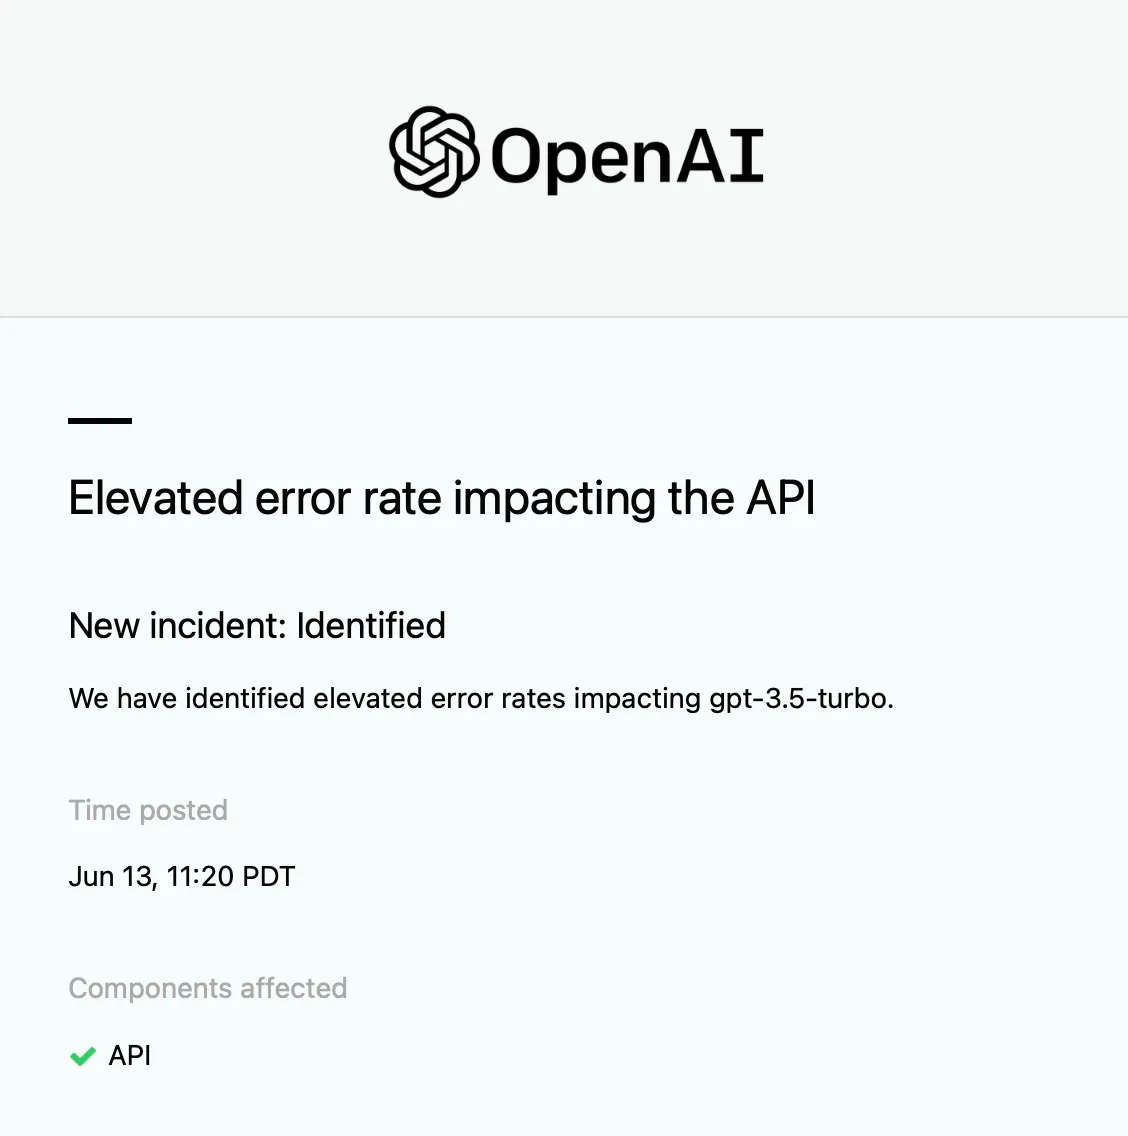 OpenAI
Elevated error rate impacting the API
New incident: Identified
We have identified elevated error rates impacting gpt-3.5-turbo.
Time posted
Jun 13, 11:20 PDT
Components affected
API